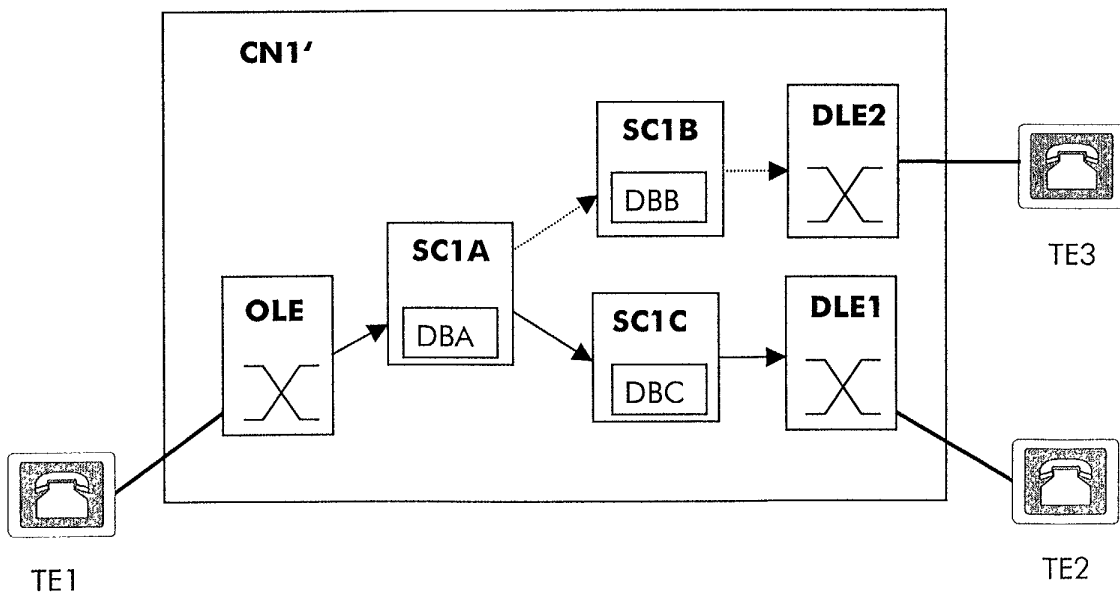 CN1'
SC1B
DBB
DLE2
TE3
SC1A
DBA
OLE
SC1C
DBC
DLE1
TE1
TE2